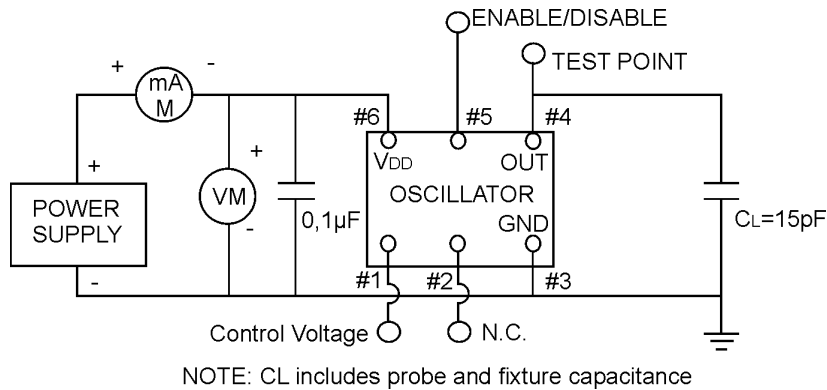 ENABLE/DISABLE
TEST POINT
+ -
mA
M
#6 #5 #4
+
VDD OUT
+
OSCILLATOR
POWER
SUPPLY
VM
0,1µF
GND
CL=15pF
-
-
#1 #2 #3
Control Voltage
N.C.
NOTE: CL includes probe and fixture capacitance